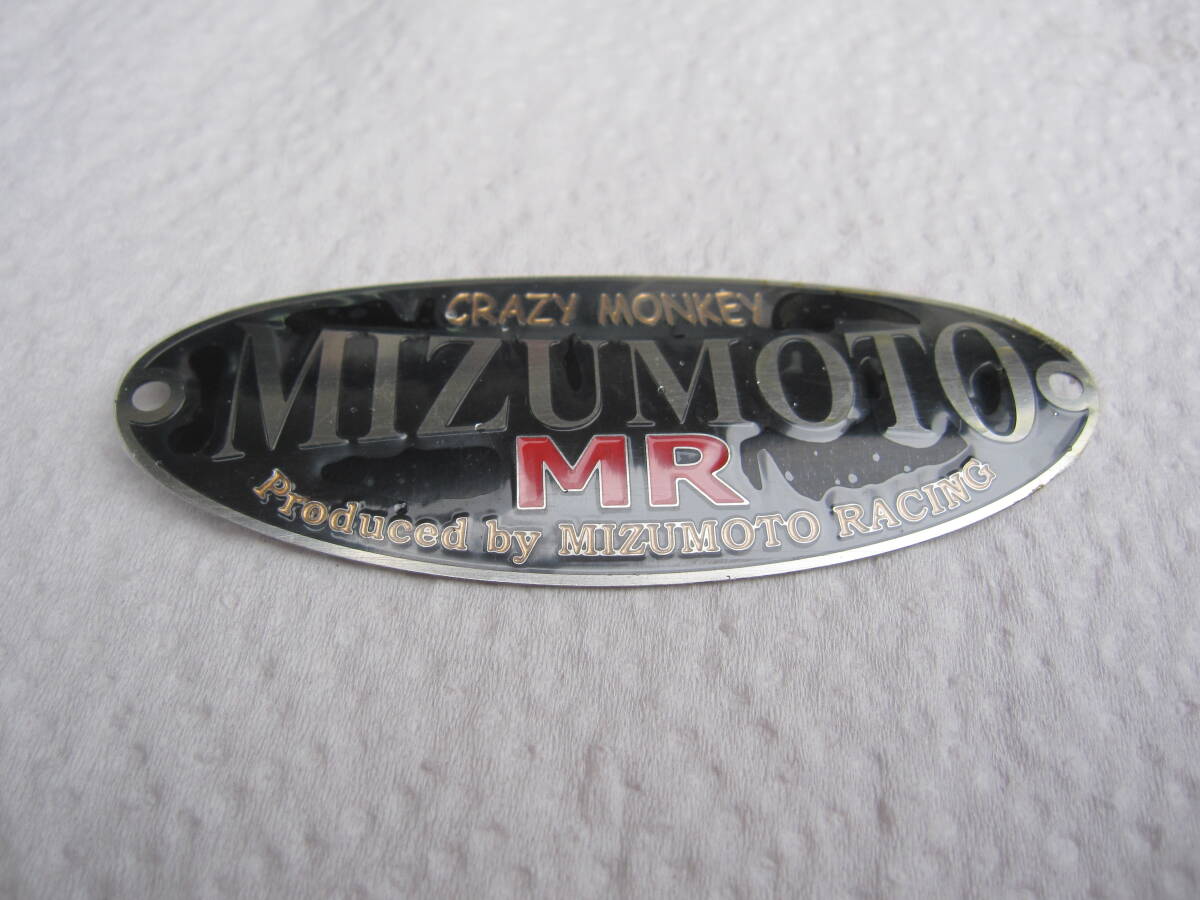 CRAZY MONKEY
MIZUMOTO
MR
Produced by MIZUMOTO RACING